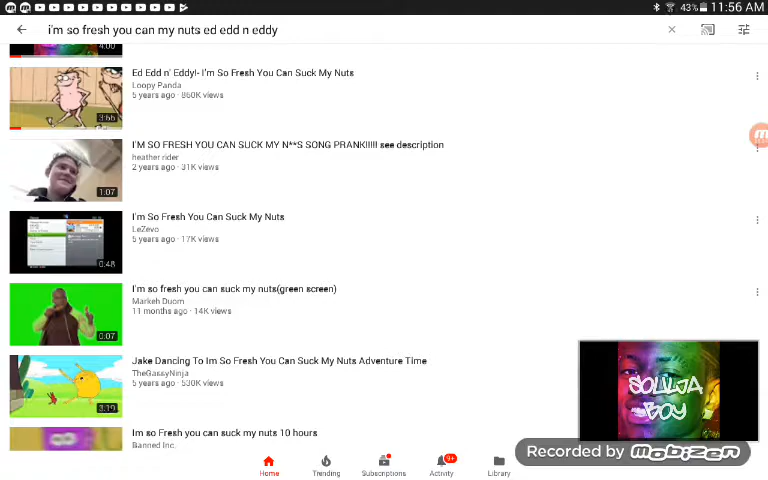 43% 11:56 AM
i'm so fresh you can my nuts ed edd n eddy
4:00
Ed Edd n' Eddy!- I'm So Fresh You Can Suck My Nuts
Loopy Panda
5 years ago · 860K views
3:56
I'M SO FRESH YOU CAN SUCK MY N**S SONG PRANK!!!!! see description
heather rider
2 years ago · 31K views
1:07
I'm So Fresh You Can Suck My Nuts
LeZevo
5 years ago · 17K views
0:48
I'm so fresh you can suck my nuts(green screen)
Markeh Duom
11 months ago · 14K views
0:07
Jake Dancing To Im So Fresh You Can Suck My Nuts Adventure Time
TheGassyNinja
5 years ago · 530K views
3:19
SOULJA
BOY
Im so Fresh you can suck my nuts 10 hours
Banned Inc.
Recorded by mobizen
9+
Home Trending Subscriptions Activity Library